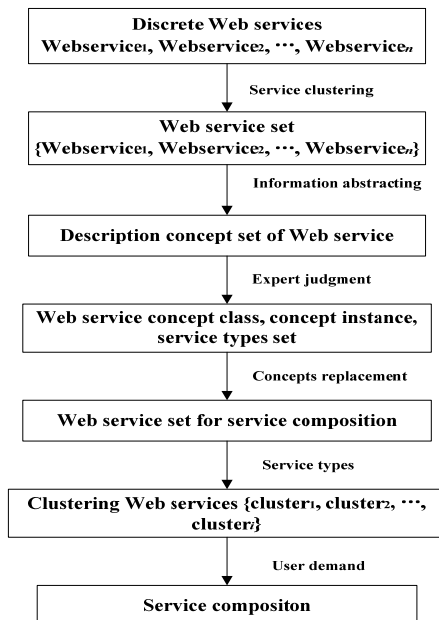 Discrete Web services
Webservice₁, Webservice₂, ⋯, Webserviceₙ
Service clustering
Web service set
{Webservice₁, Webservice₂, ⋯, Webserviceₙ}
Information abstracting
Description concept set of Web service
Expert judgment
Web service concept class, concept instance,
service types set
Concepts replacement
Web service set for service composition
Service types
Clustering Web services {cluster₁, cluster₂, ⋯,
clusterᵢ}
User demand
Service compositon